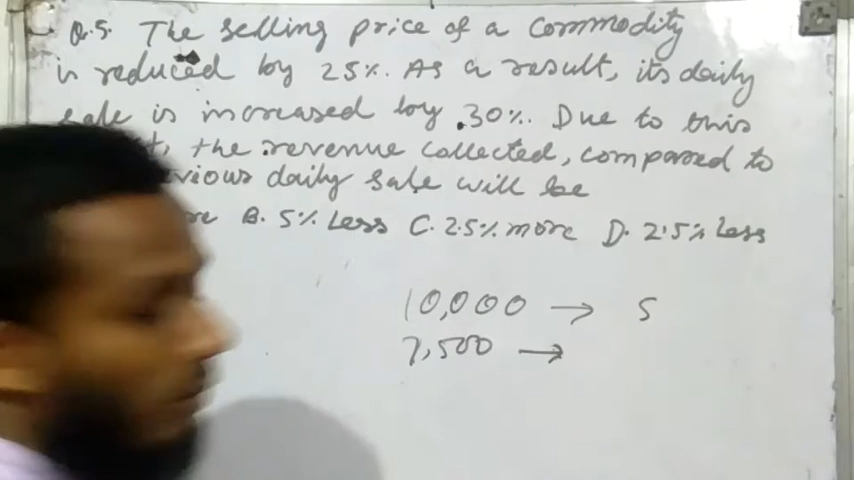 Q.5. The selling price of a commodity
is reduced by 25%. As a result, its daily
sale is increased by 30%. Due to this
the revenue collected, compared to
vious daily sale will be
re B. 5% Less C. 2.5% more D. 2.5% Less
10,000 → S
7,500 →